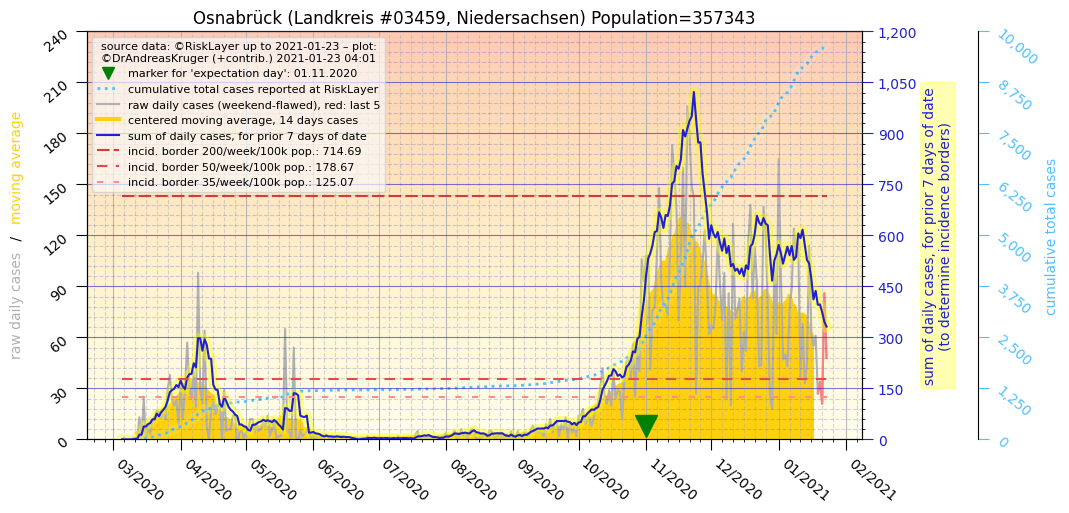 Osnabrück (Landkreis #03459, Niedersachsen) Population=357343
source data: ©RiskLayer up to 2021-01-23 – plot:
©DrAndreasKruger (+contrib.) 2021-01-23 04:01
marker for 'expectation day': 01.11.2020
cumulative total cases reported at RiskLayer
raw daily cases (weekend-flawed), red: last 5
centered moving average, 14 days cases
sum of daily cases, for prior 7 days of date
incid. border 200/week/100k pop.: 714.69
incid. border 50/week/100k pop.: 178.67
incid. border 35/week/100k pop.: 125.07
raw daily cases / moving average
240
210
180
150
120
90
60
30
0
03/2020
04/2020
05/2020
06/2020
07/2020
08/2020
09/2020
10/2020
11/2020
12/2020
01/2021
02/2021
1,200
1,050
900
750
600
450
300
150
0
sum of daily cases, for prior 7 days of date
(to determine incidence borders)
10,000
8,750
7,500
6,250
5,000
3,750
2,500
1,250
0
cumulative total cases